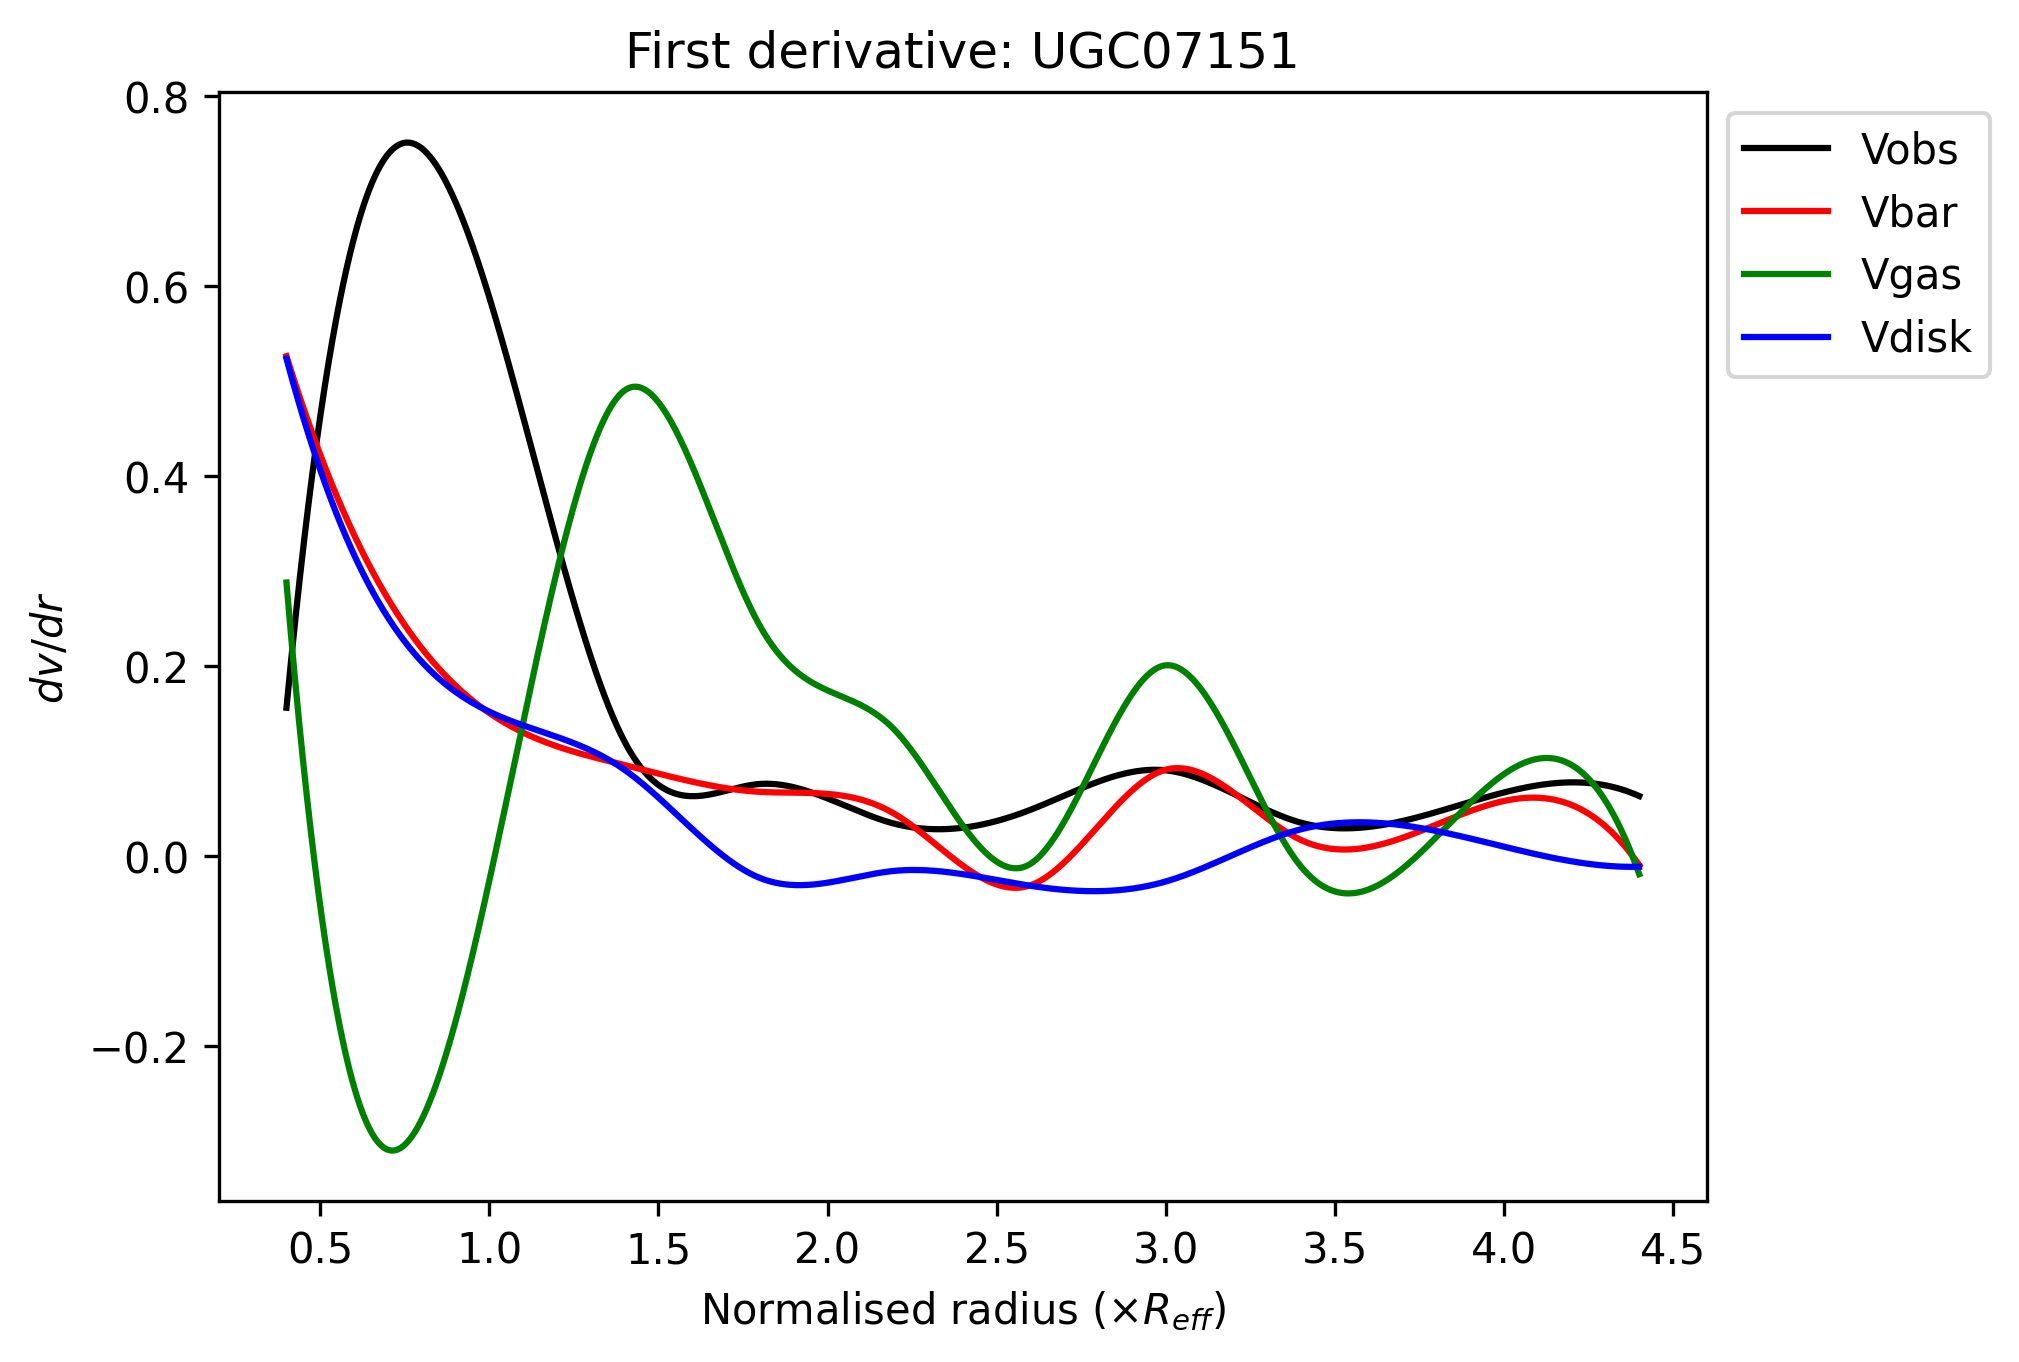 First derivative: UGC07151
0.8
0.6
0.4
0.2
0.0
−0.2
dv/dr
0.5 1.0 1.5 2.0 2.5 3.0 3.5 4.0 4.5
Normalised radius (×R_eff)
Vobs
Vbar
Vgas
Vdisk